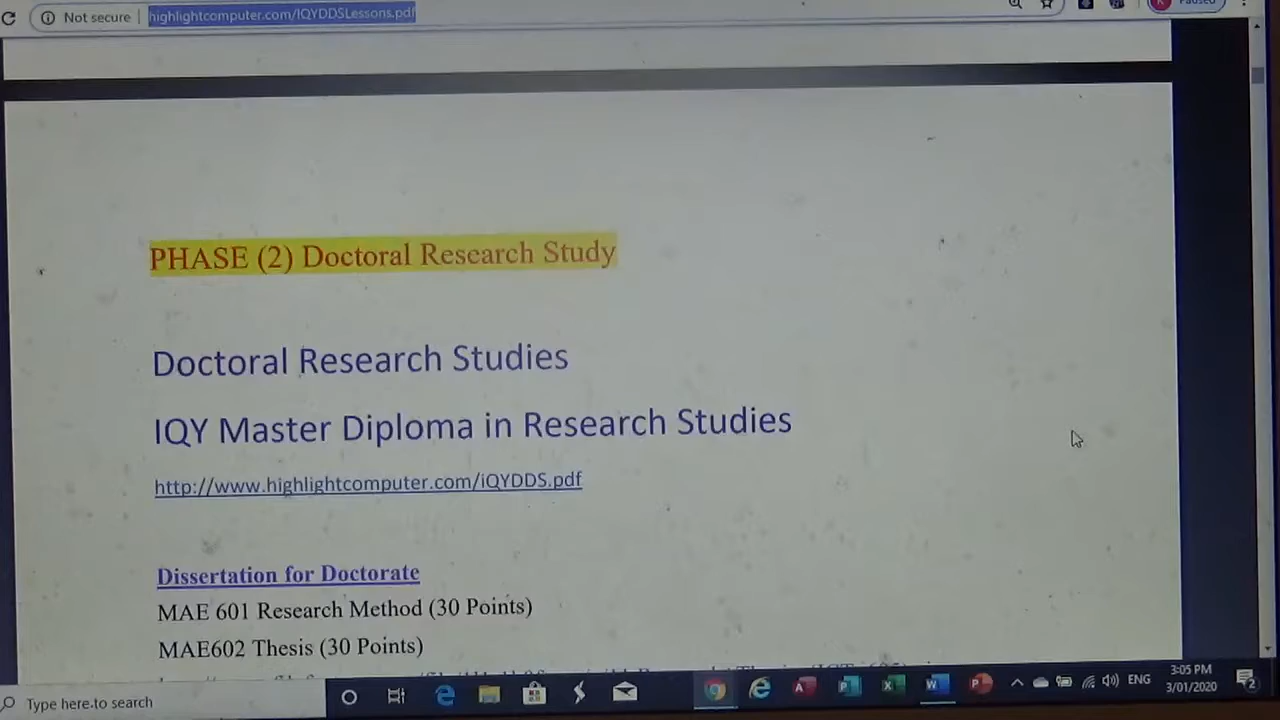 Not secure
highlightcomputer.com/IQYDDSLessons.pdf
Paused
PHASE (2) Doctoral Research Study
Doctoral Research Studies
IQY Master Diploma in Research Studies
http://www.highlightcomputer.com/iQYDDS.pdf
Dissertation for Doctorate
MAE 601 Research Method (30 Points)
MAE602 Thesis (30 Points)
Type here to search
ENG
3:05 PM
3/01/2020
2